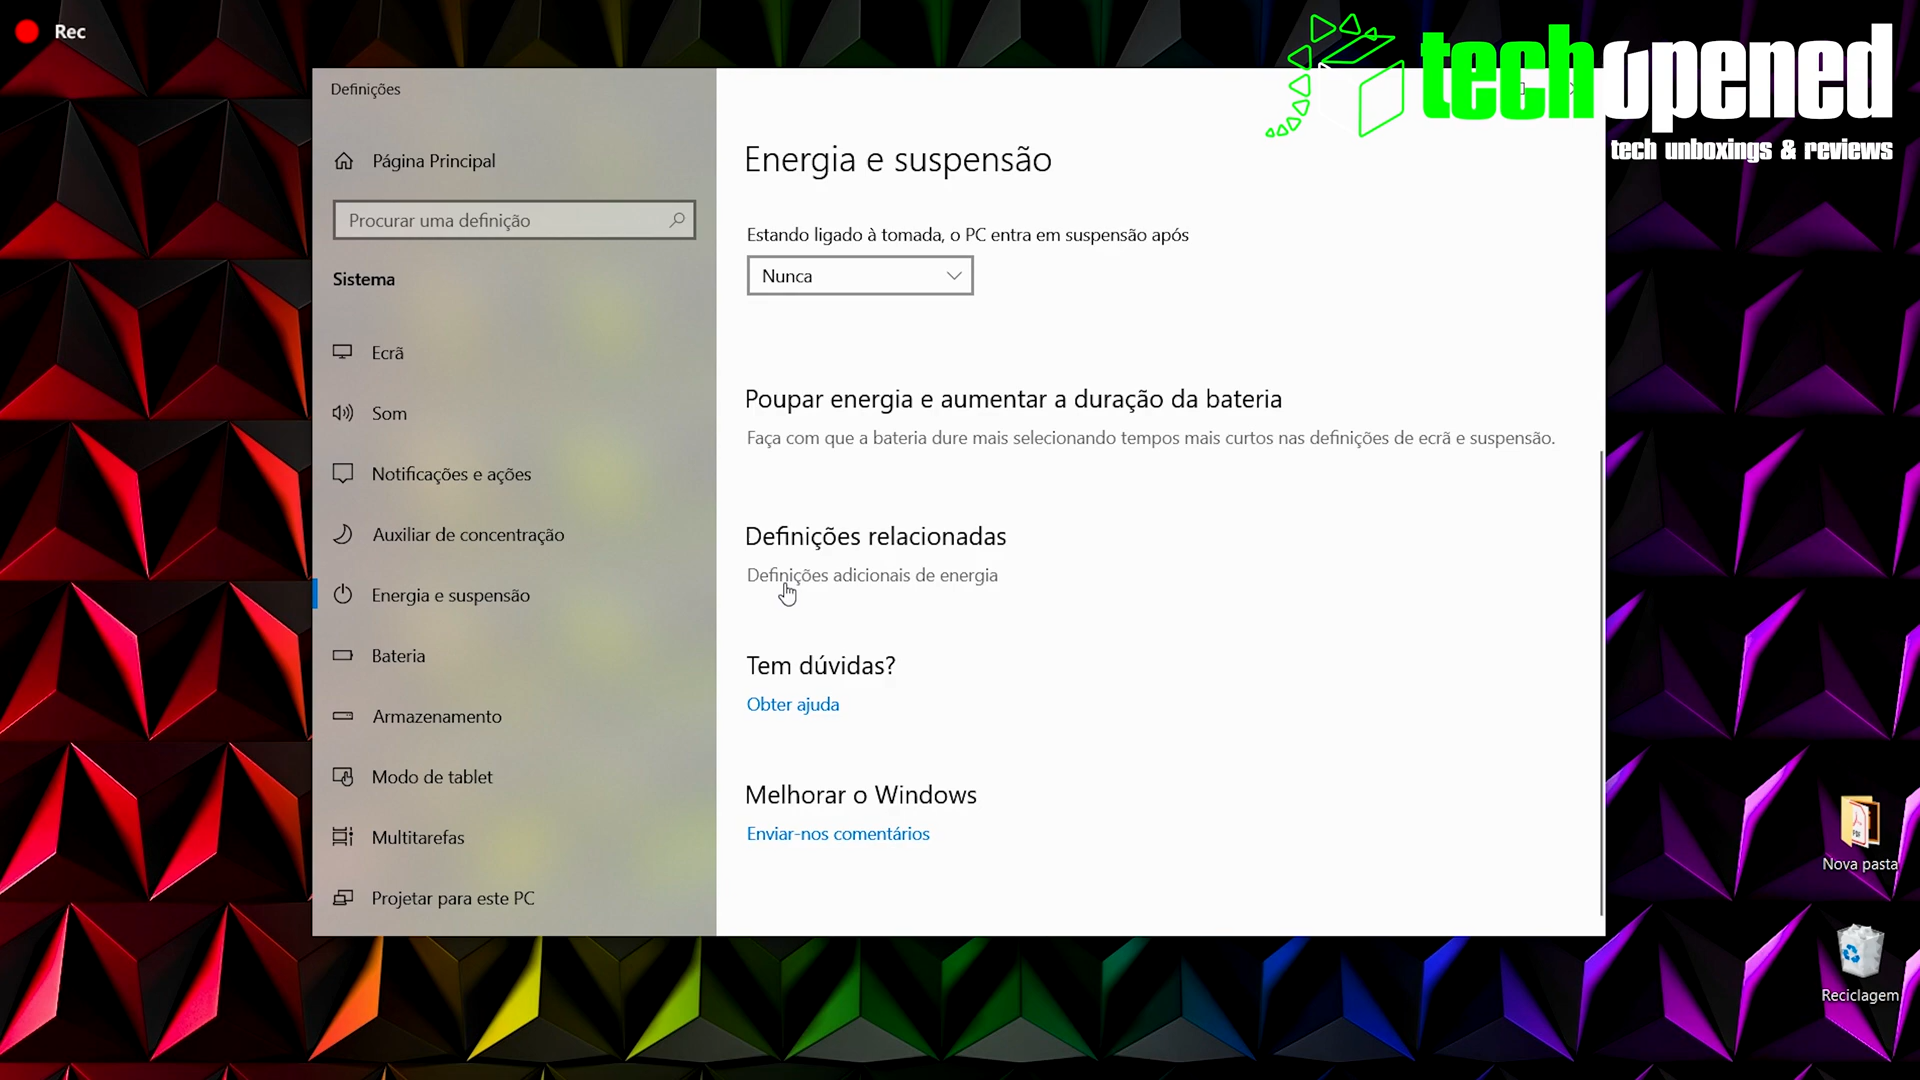 Rec
techopened
tech unboxings & reviews
Definições
Página Principal
Procurar uma definição
Sistema
Ecrã
Som
Notificações e ações
Auxiliar de concentração
Energia e suspensão
Bateria
Armazenamento
Modo de tablet
Multitarefas
Projetar para este PC
Energia e suspensão
Estando ligado à tomada, o PC entra em suspensão após
Nunca
Poupar energia e aumentar a duração da bateria
Faça com que a bateria dure mais selecionando tempos mais curtos nas definições de ecrã e suspensão.
Definições relacionadas
Definições adicionais de energia
Tem dúvidas?
Obter ajuda
Melhorar o Windows
Enviar-nos comentários
PDF
Nova pasta
Reciclagem